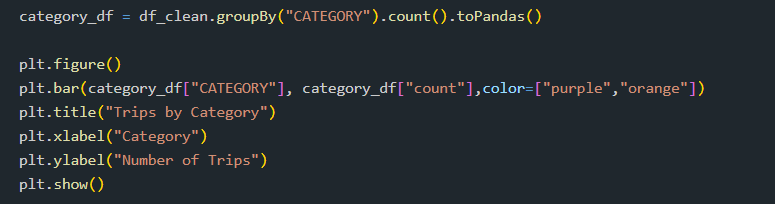 category_df = df_clean.groupBy("CATEGORY").count().toPandas()
plt.figure()
plt.bar(category_df["CATEGORY"], category_df["count"],color=["purple","orange"])
plt.title("Trips by Category")
plt.xlabel("Category")
plt.ylabel("Number of Trips")
plt.show()